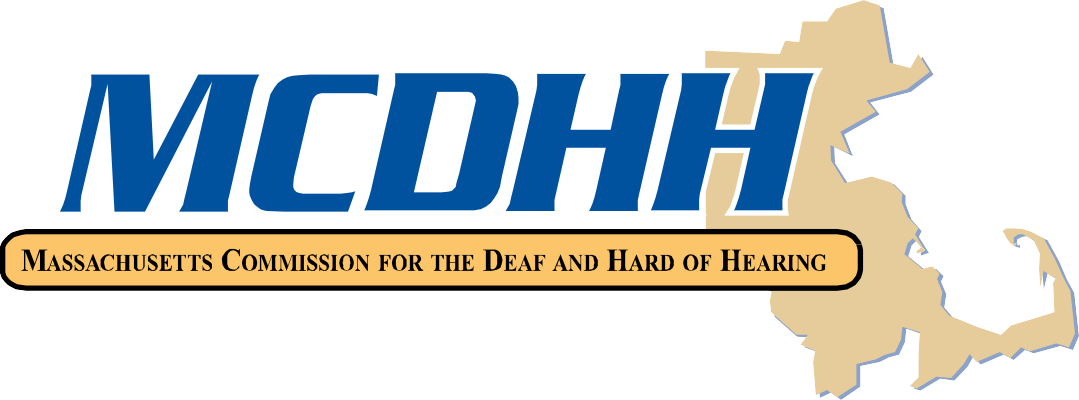 MCDHH
Massachusetts Commission for the Deaf and Hard of Hearing